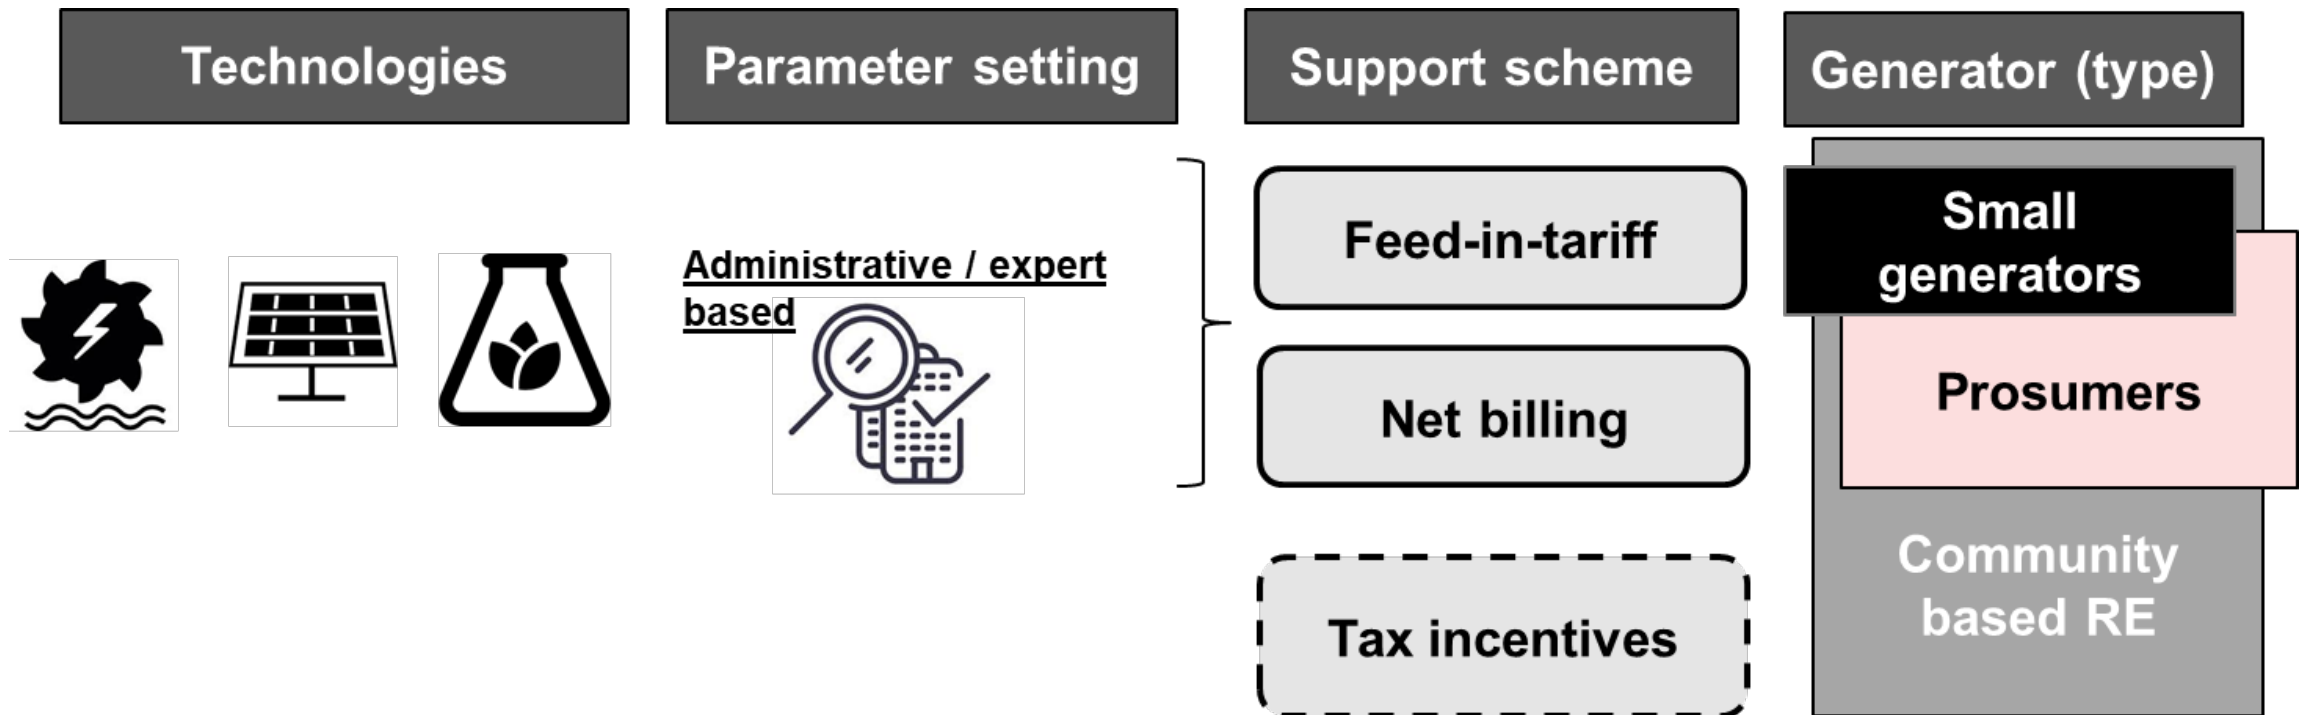 Technologies
Parameter setting
Support scheme
Generator (type)
Administrative / expert
based
Feed-in-tariff
Net billing
Tax incentives
Small
generators
Prosumers
Community
based RE